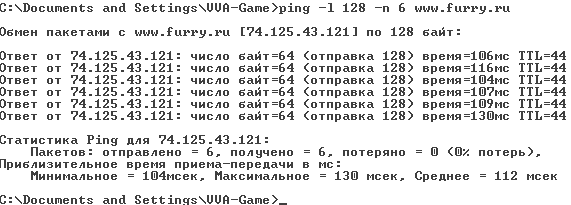 C:\Documents and Settings\VVA-Game>ping -l 128 -n 6 www.furry.ru
Обмен пакетами с www.furry.ru [74.125.43.121] по 128 байт:
Ответ от 74.125.43.121: число байт=64 (отправка 128) время=106мс TTL=44
Ответ от 74.125.43.121: число байт=64 (отправка 128) время=116мс TTL=44
Ответ от 74.125.43.121: число байт=64 (отправка 128) время=104мс TTL=44
Ответ от 74.125.43.121: число байт=64 (отправка 128) время=107мс TTL=44
Ответ от 74.125.43.121: число байт=64 (отправка 128) время=109мс TTL=44
Ответ от 74.125.43.121: число байт=64 (отправка 128) время=130мс TTL=44
Статистика Ping для 74.125.43.121:
Пакетов: отправлено = 6, получено = 6, потеряно = 0 (0% потерь),
Приблизительное время приема-передачи в мс:
Минимальное = 104мсек, Максимальное = 130 мсек, Среднее = 112 мсек
C:\Documents and Settings\VVA-Game>_